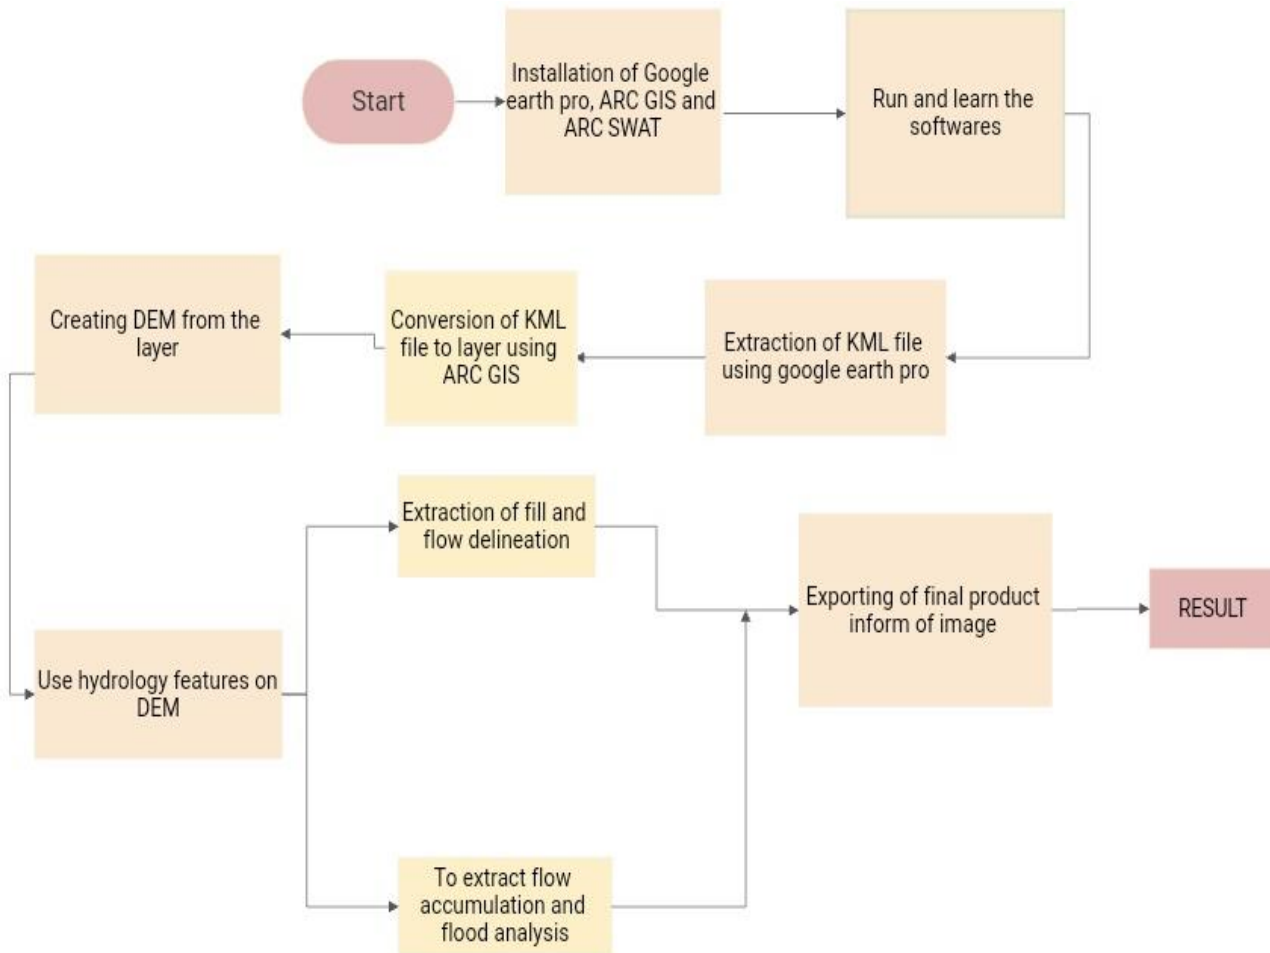 Start
Installation of Google
earth pro, ARC GIS and
ARC SWAT
Run and learn the
softwares
Extraction of KML file
using google earth pro
Conversion of KML
file to layer using
ARC GIS
Creating DEM from the
layer
Use hydrology features on
DEM
Extraction of fill and
flow delineation
To extract flow
accumulation and
flood analysis
Exporting of final product
inform of image
RESULT